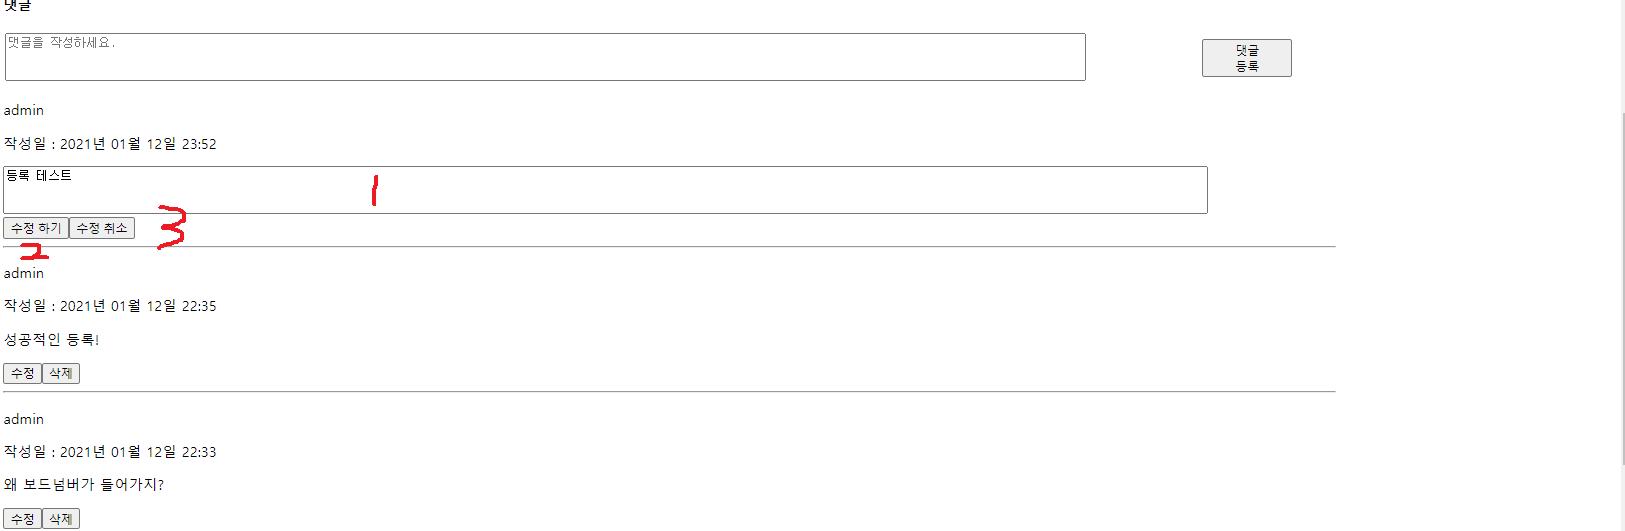 댓글
댓글을 작성하세요.
댓글
등록
admin
작성일 : 2021년 01월 12일 23:52
등록 테스트
1
수정 하기 수정 취소 3
2
admin
작성일 : 2021년 01월 12일 22:35
성공적인 등록!
수정 삭제
admin
작성일 : 2021년 01월 12일 22:33
왜 보드넘버가 들어가지?
수정 삭제